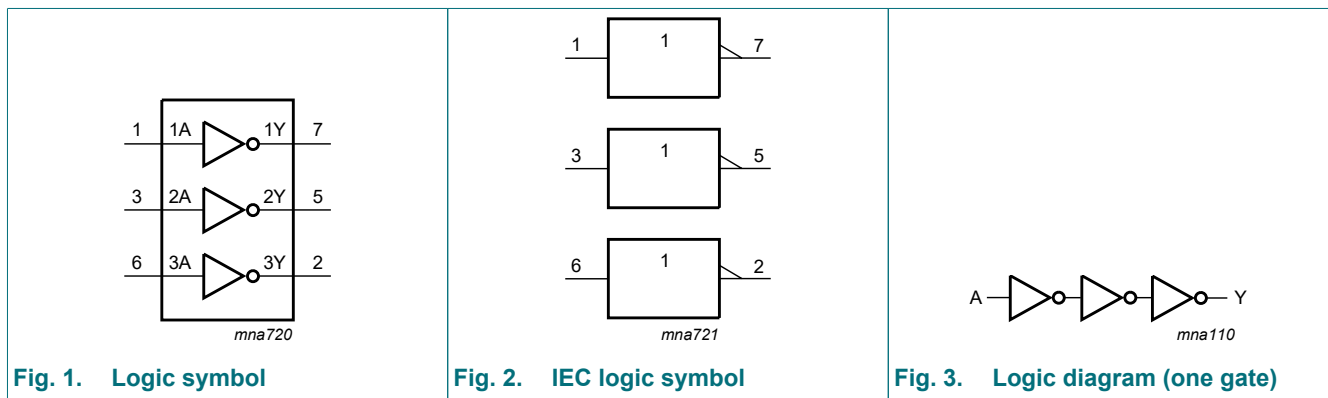 1 1A 1Y 7
3 2A 2Y 5
6 3A 3Y 2
mna720
Fig. 1. Logic symbol
1 1 7
3 1 5
6 1 2
mna721
Fig. 2. IEC logic symbol
A Y
mna110
Fig. 3. Logic diagram (one gate)